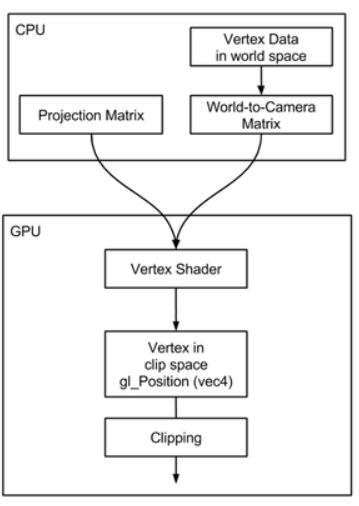 CPU
Vertex Data
in world space
Projection Matrix
World-to-Camera
Matrix
GPU
Vertex Shader
Vertex in
clip space
gl_Position (vec4)
Clipping